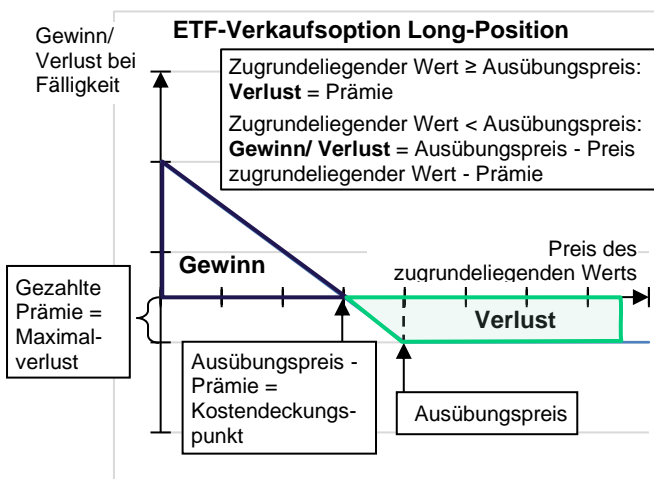 ETF-Verkaufsoption Long-Position
Gewinn/
Verlust bei
Fälligkeit
Zugrundeliegender Wert ≥ Ausübungspreis:
Verlust = Prämie
Zugrundeliegender Wert < Ausübungspreis:
Gewinn/ Verlust = Ausübungspreis - Preis
zugrundeliegender Wert - Prämie
Gewinn
Preis des
zugrundeliegenden Werts
Gezahlte
Prämie =
Maximal-
verlust
Verlust
Ausübungspreis -
Prämie =
Kostendeckungs-
punkt
Ausübungspreis